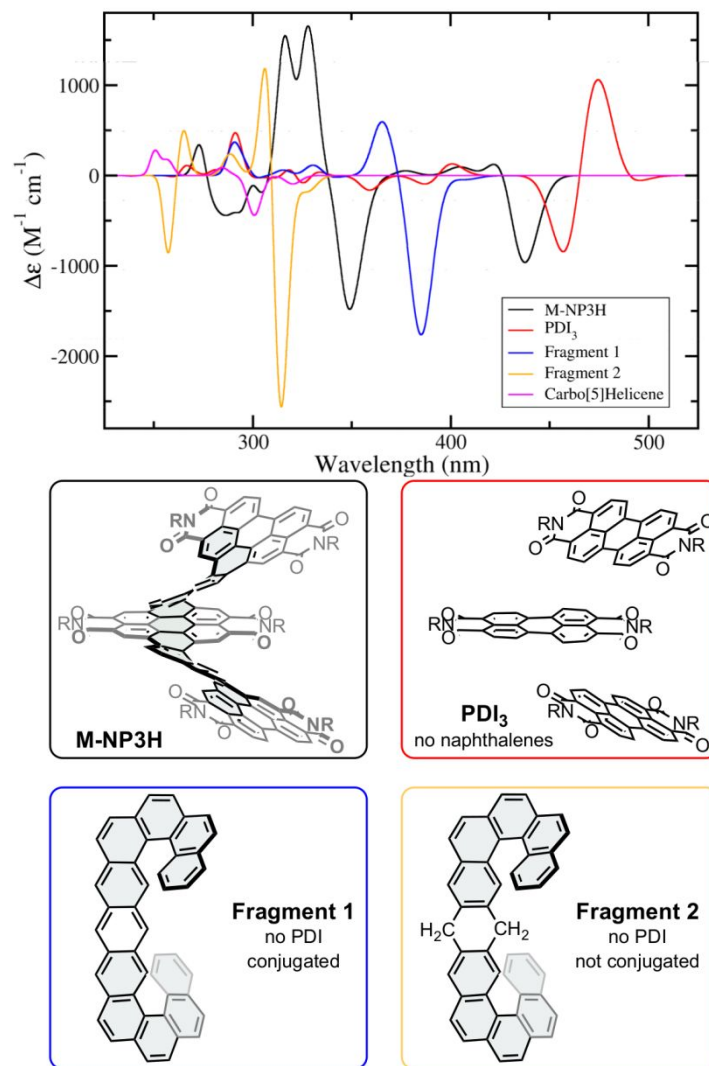 Δε (M⁻¹ cm⁻¹)
1000
0
-1000
-2000
M-NP3H
PDI₃
Fragment 1
Fragment 2
Carbo[5]Helicene
300
400
500
Wavelength (nm)
O
RN
O
O
NR
O
O
RN
O
O
NR
O
O
RN
O
O
NR
O
M-NP3H
O
RN
O
O
NR
O
O
RN
O
O
NR
O
O
RN
O
O
NR
O
PDI₃
no naphthalenes
Fragment 1
no PDI
conjugated
H₂C
CH₂
Fragment 2
no PDI
not conjugated